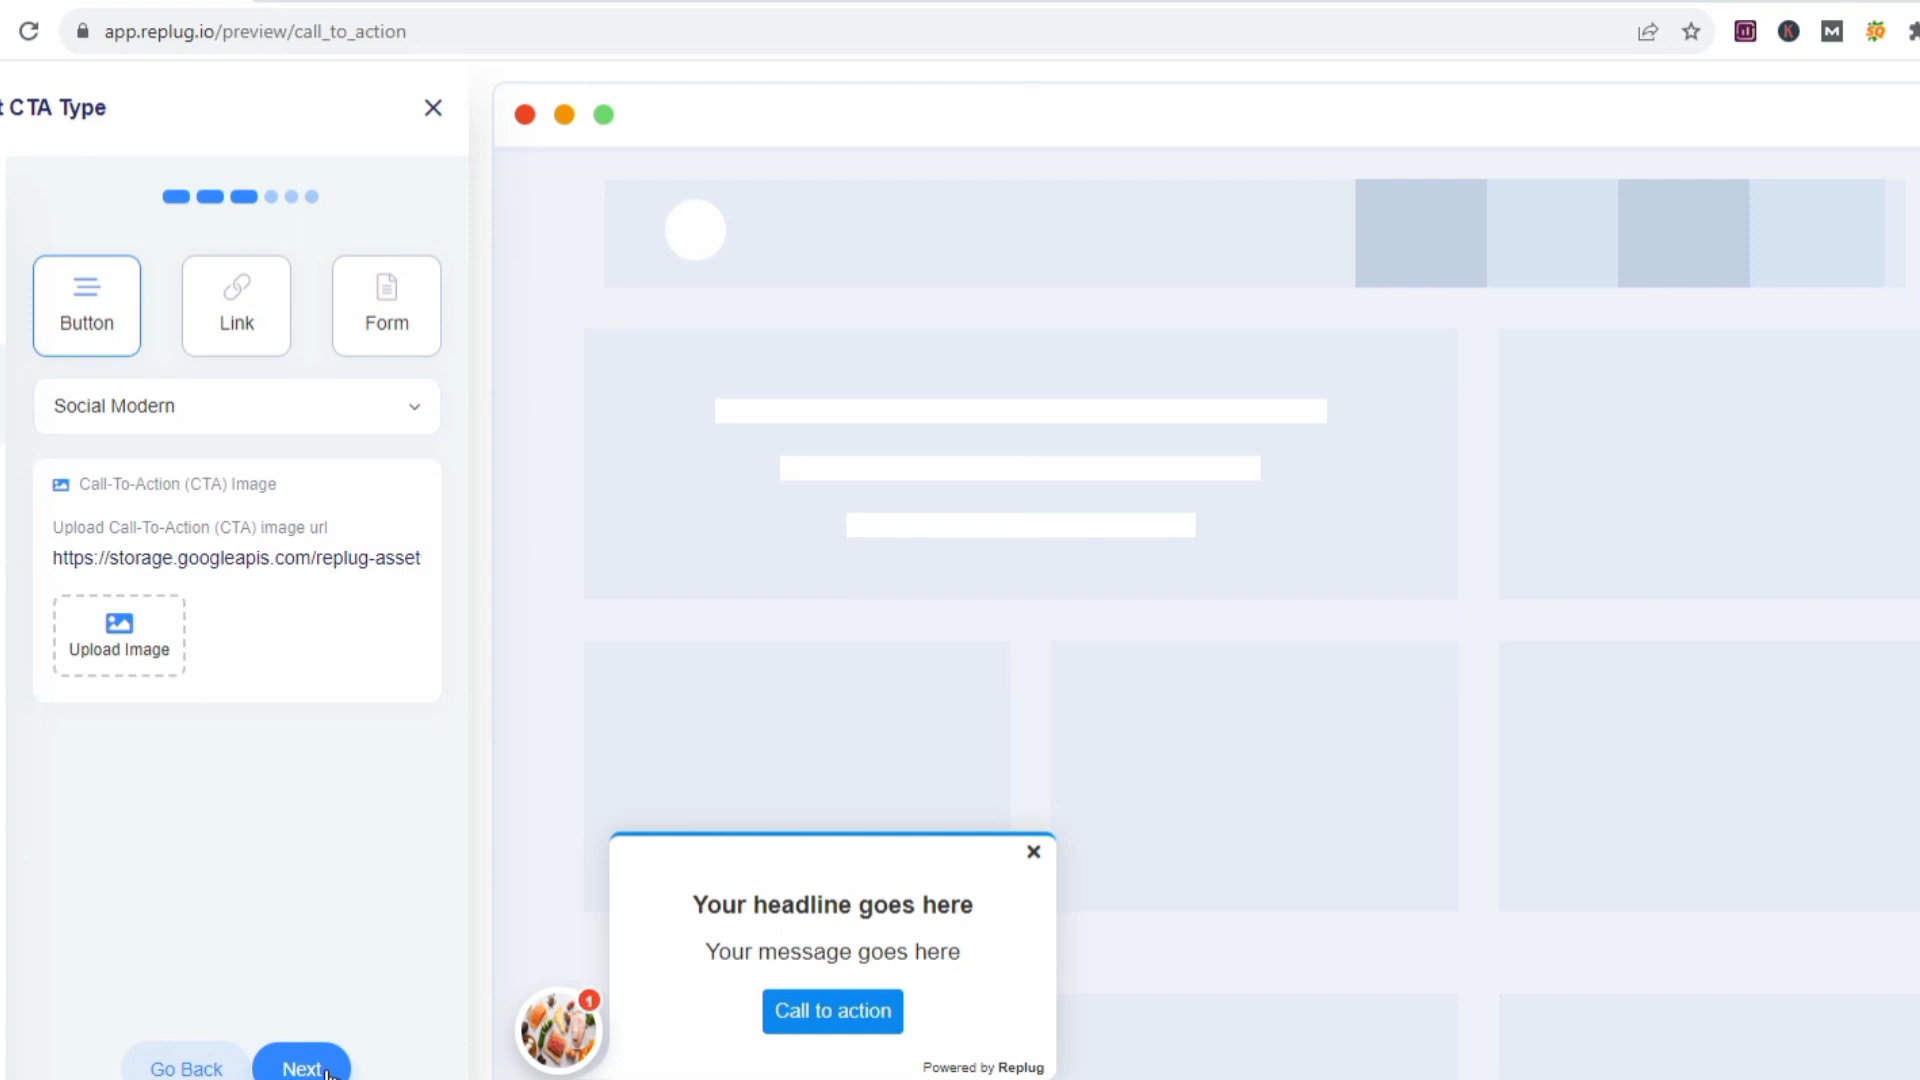 app.replug.io/preview/call_to_action
t CTA Type
Button
Link
Form
Social Modern
Call-To-Action (CTA) Image
Upload Call-To-Action (CTA) image url
https://storage.googleapis.com/replug-asset
Upload Image
Go Back
Next
Your headline goes here
Your message goes here
Call to action
1
Powered by Replug
K
M
SQ